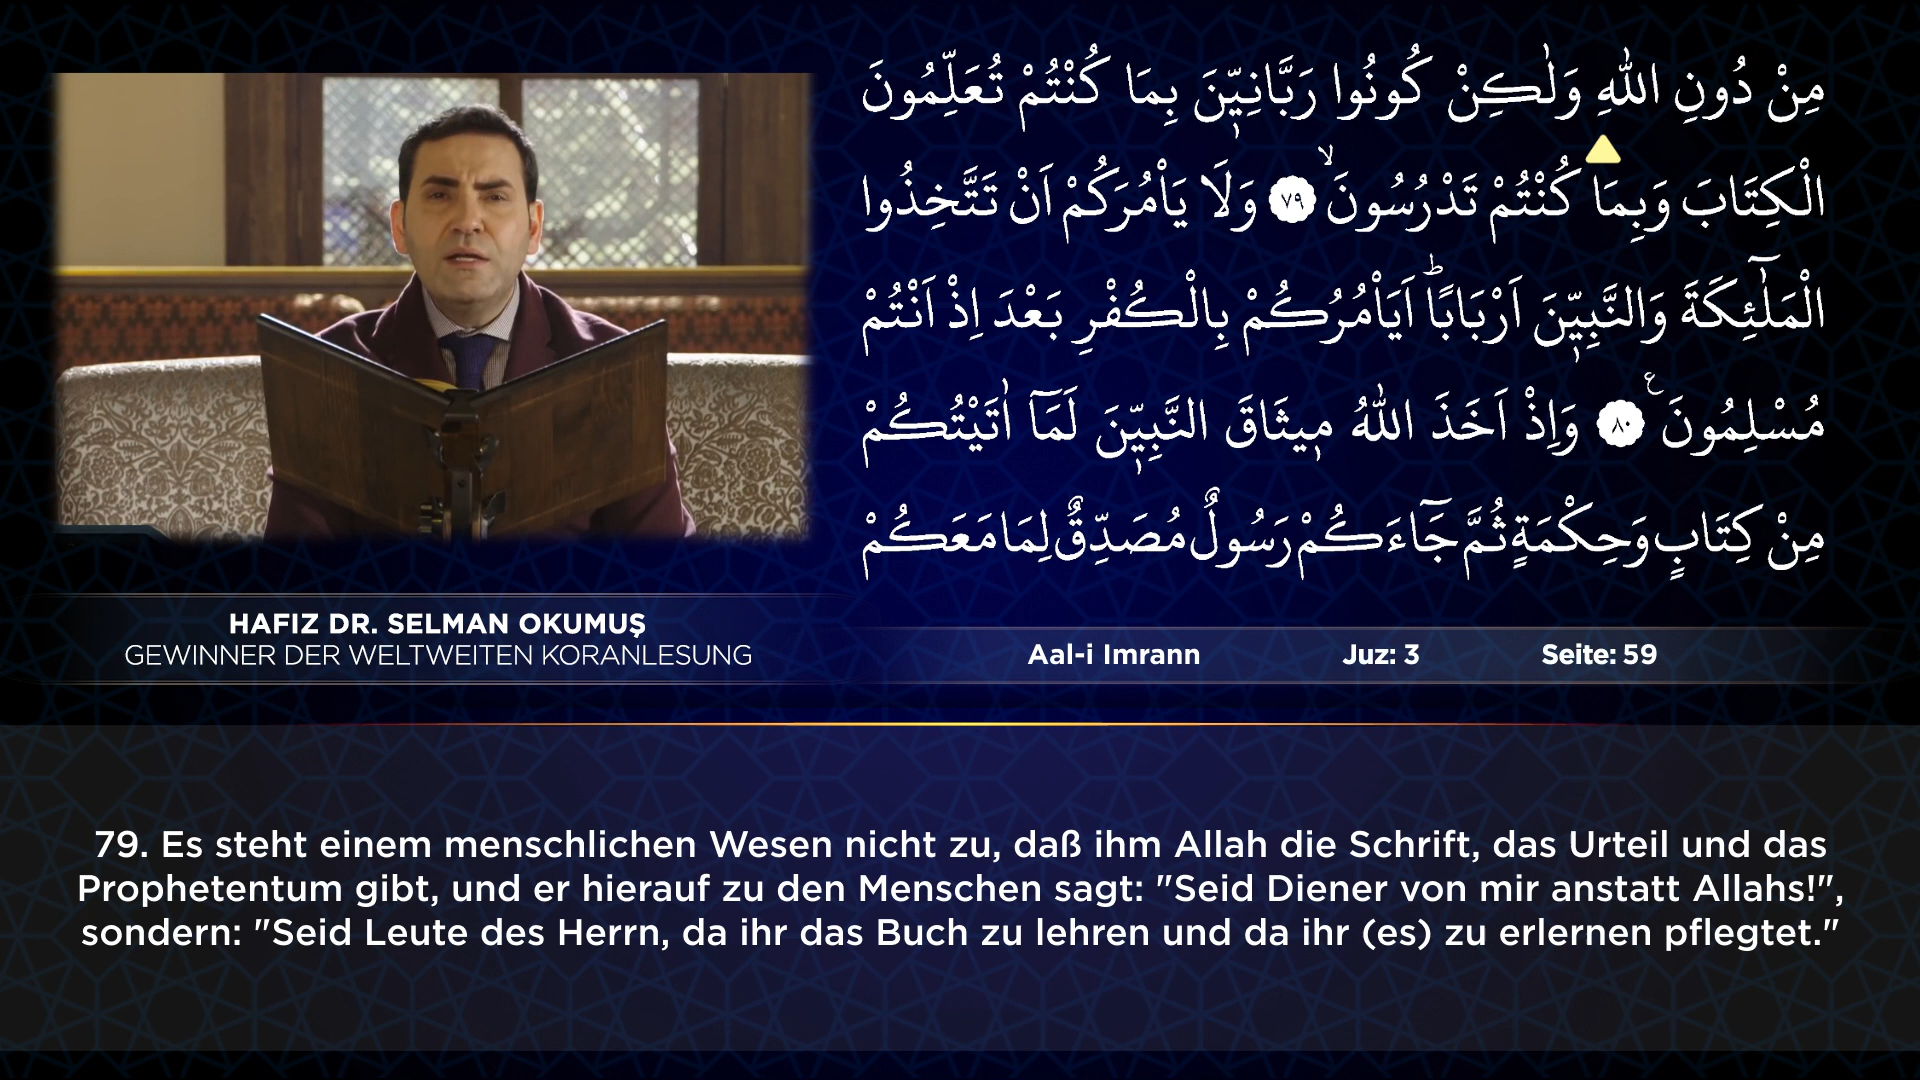 مِنْ دُونِ اللّٰهِ وَلٰكِنْ كُونُوا رَبَّانِيّٖنَ بِمَا كُنْتُمْ تُعَلِّمُونَ
الْكِتَابَ وَبِمَا كُنْتُمْ تَدْرُسُونَۙ ﴿٧٩﴾ وَلَا يَاْمُرَكُمْ اَنْ تَتَّخِذُوا
الْمَلٰٓئِكَةَ وَالنَّبِيّٖنَ اَرْبَابًاۜ اَيَاْمُرُكُمْ بِالْكُفْرِ بَعْدَ اِذْ اَنْتُمْ
مُسْلِمُونَ۟ ﴿٨٠﴾ وَاِذْ اَخَذَ اللّٰهُ مٖيثَاقَ النَّبِيّٖنَ لَمَٓا اٰتَيْتُكُمْ
مِنْ كِتَابٍ وَحِكْمَةٍ ثُمَّ جَٓاءَكُمْ رَسُولٌ مُصَدِّقٌ لِمَا مَعَكُمْ
HAFIZ DR. SELMAN OKUMUŞ
GEWINNER DER WELTWEITEN KORANLESUNG
Aal-i Imrann Juz: 3 Seite: 59
79. Es steht einem menschlichen Wesen nicht zu, daß ihm Allah die Schrift, das Urteil und das
Prophetentum gibt, und er hierauf zu den Menschen sagt: "Seid Diener von mir anstatt Allahs!",
sondern: "Seid Leute des Herrn, da ihr das Buch zu lehren und da ihr (es) zu erlernen pflegtet."